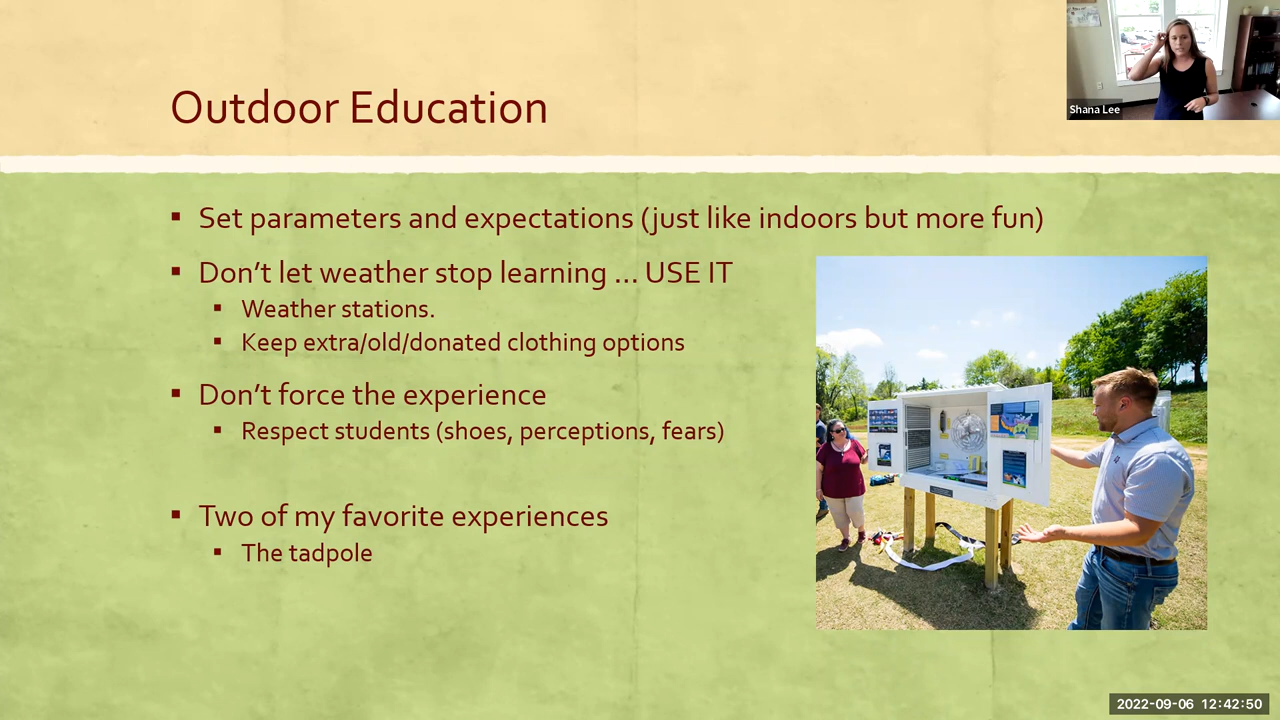 Shana Lee
Outdoor Education
▪ Set parameters and expectations (just like indoors but more fun)
▪ Don’t let weather stop learning … USE IT
▪ Weather stations.
▪ Keep extra/old/donated clothing options
▪ Don’t force the experience
▪ Respect students (shoes, perceptions, fears)
▪ Two of my favorite experiences
▪ The tadpole
2022-09-06 12:42:50